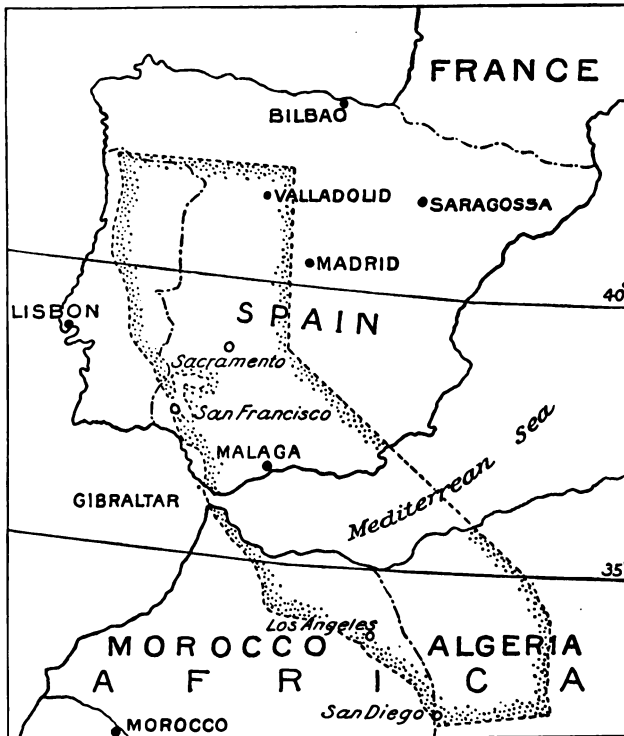 FRANCE
BILBAO
VALLADOLID
SARAGOSSA
MADRID
40°
LISBON
SPAIN
Sacramento
San Francisco
MALAGA
Mediterranean Sea
GIBRALTAR
35°
Los Angeles
MOROCCO
ALGERIA
AFRICA
San Diego
MOROCCO